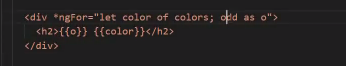 <div *ngFor="let color of colors; odd as o">
<h2>{{o}} {{color}}</h2>
</div>